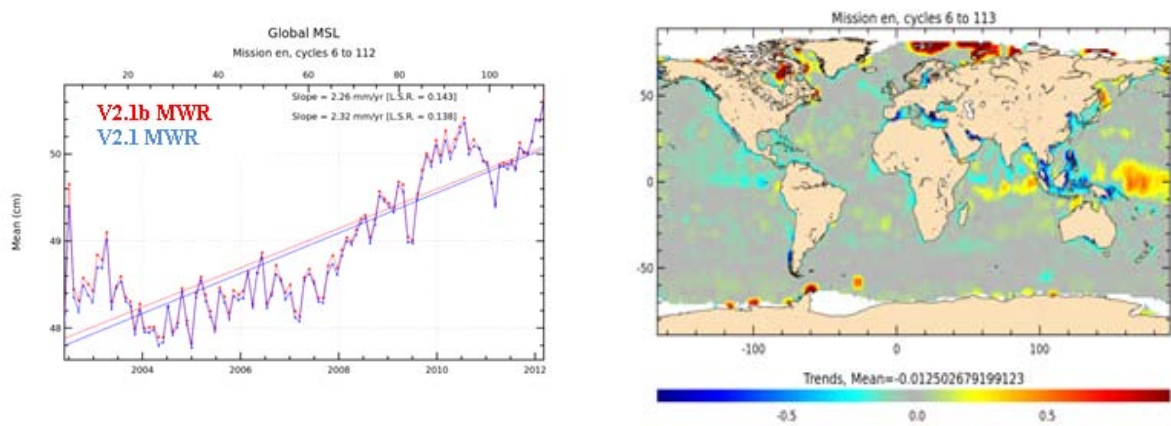 Global MSL
Mission en, cycles 6 to 112
20 40 60 80 100
Slope = 2.26 mm/yr [L.S.R. = 0.143]
Slope = 2.32 mm/yr [L.S.R. = 0.138]
V2.1b MWR
V2.1 MWR
50
49
48
Mean (cm)
2004 2006 2008 2010 2012
Mission en, cycles 6 to 113
50
0
-50
-100 0 100
Trends, Mean=-0.012502679199123
-0.5 0.0 0.5